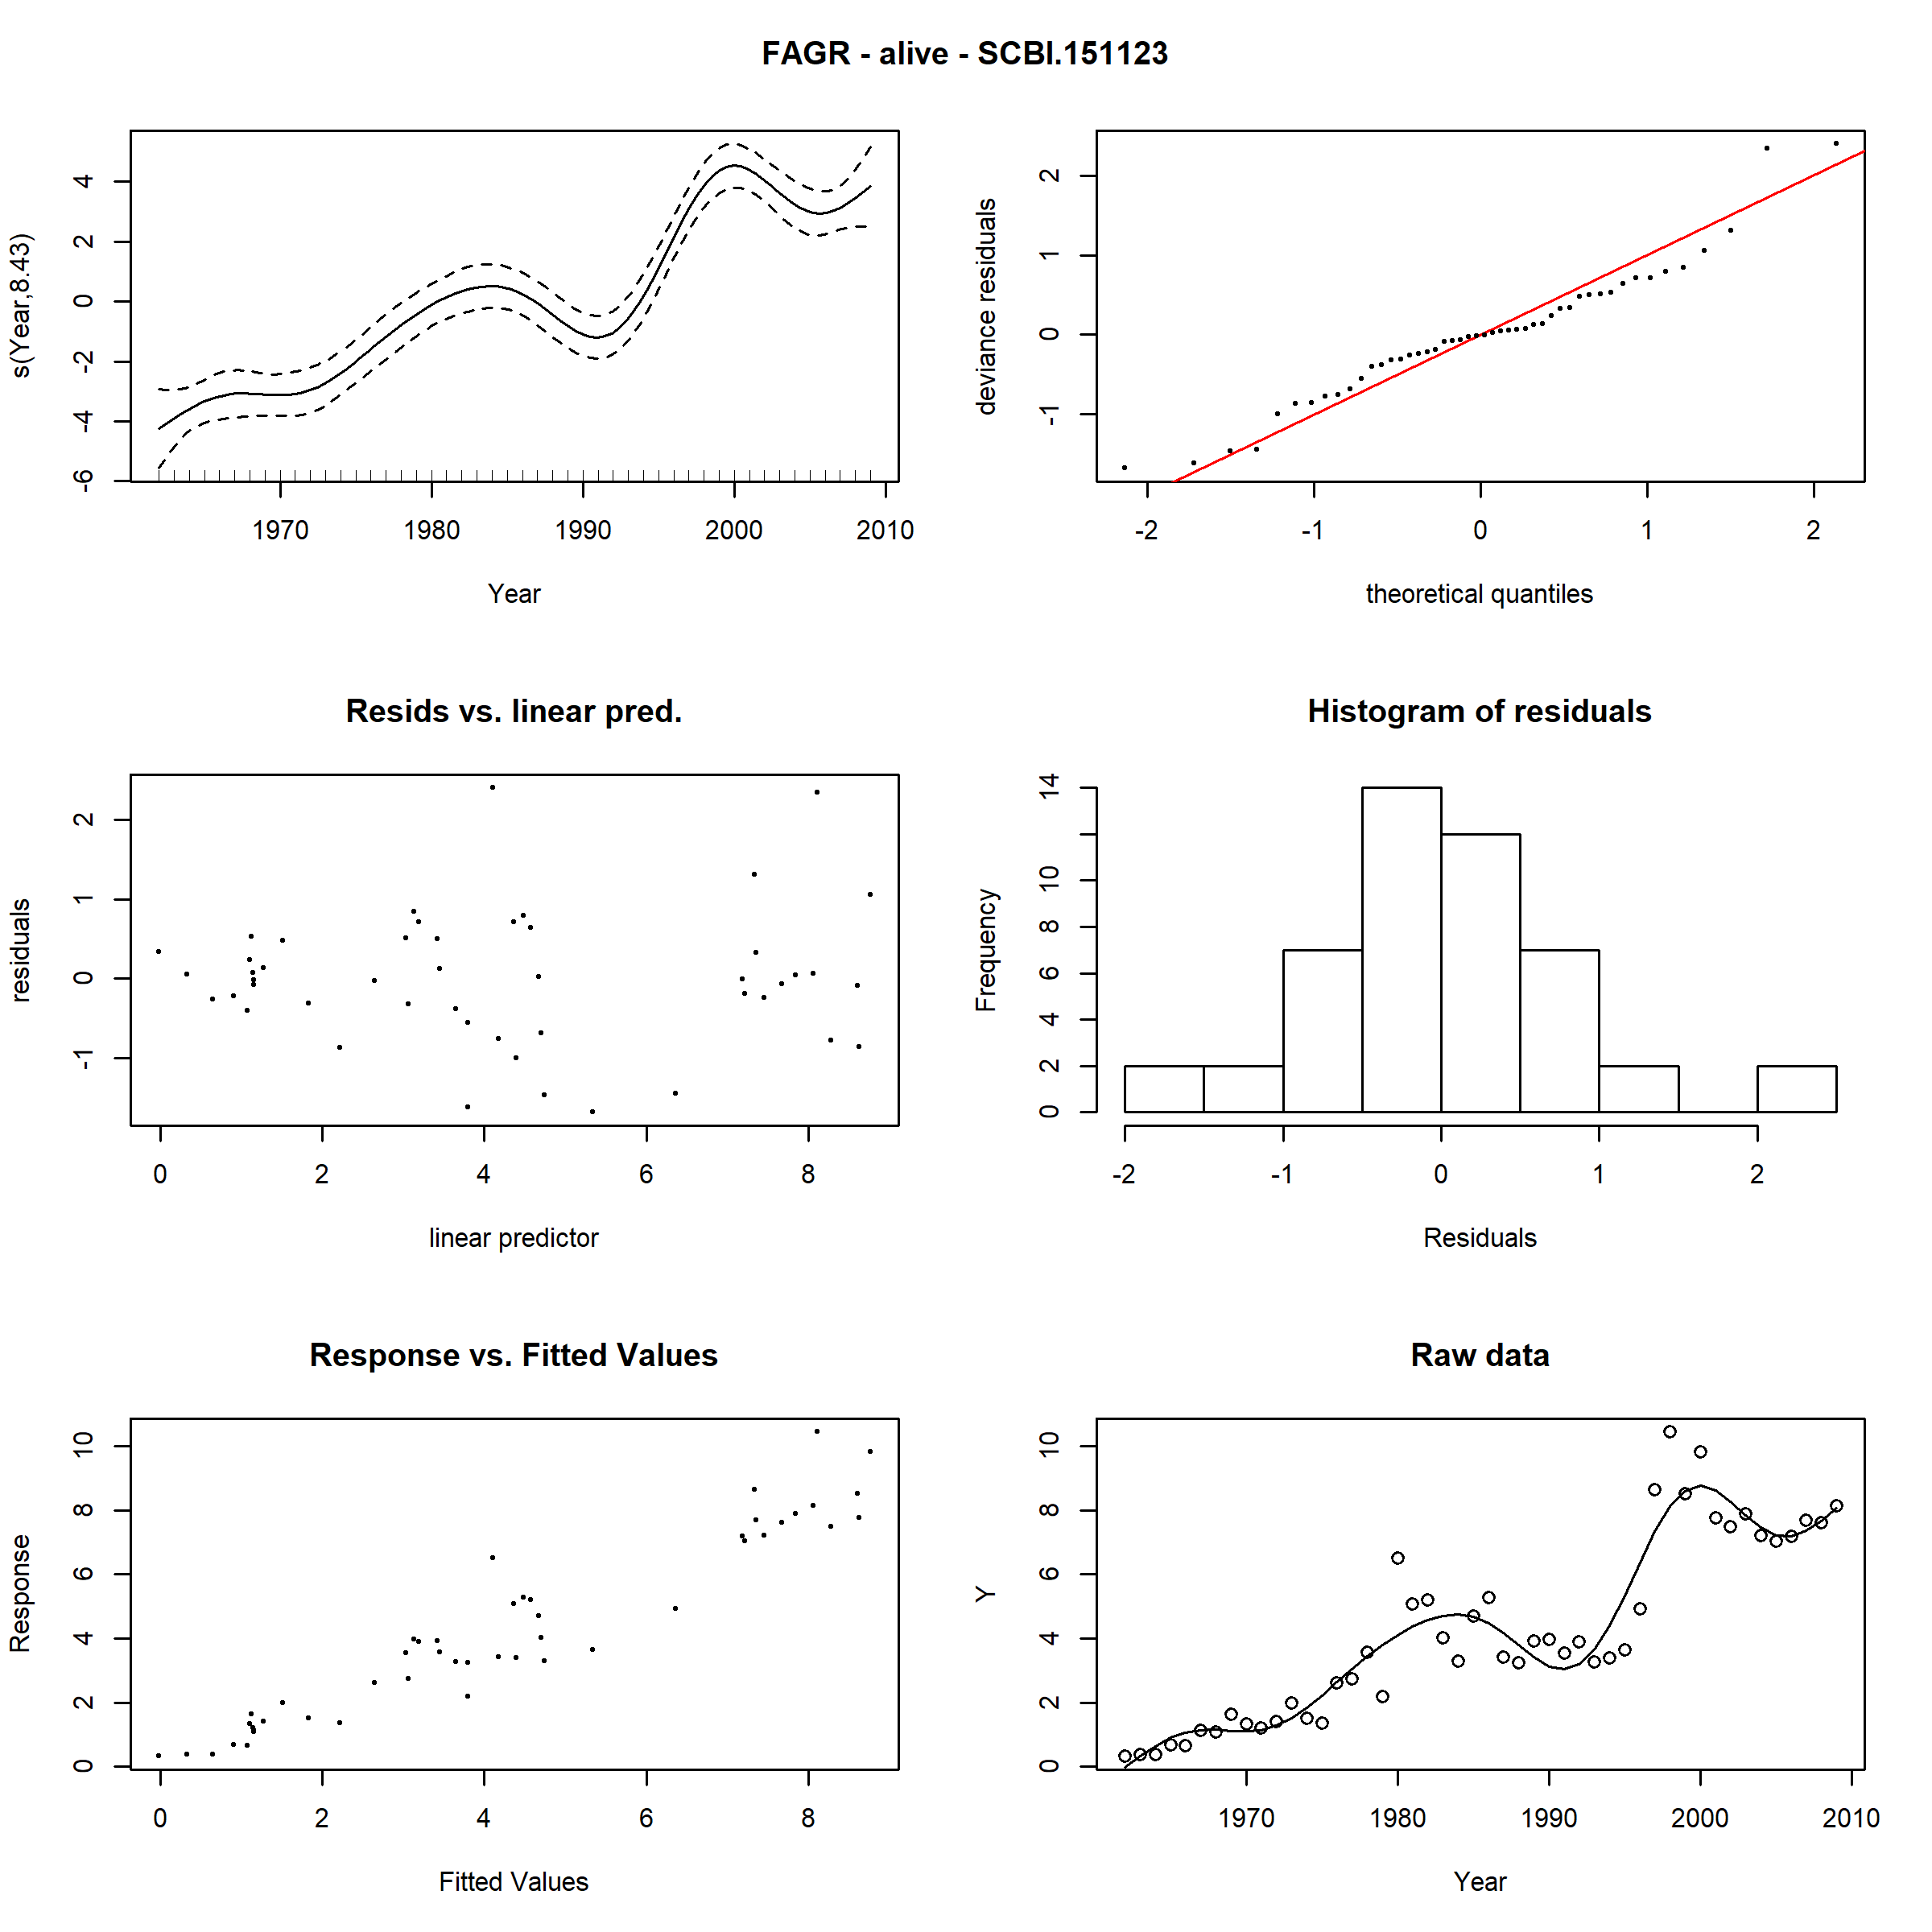 FAGR - alive - SCBI.151123
s(Year,8.43)
-6 -4 -2 0 2 4
1970 1980 1990 2000 2010
Year
deviance residuals
-1 0 1 2
-2 -1 0 1 2
theoretical quantiles
Resids vs. linear pred.
residuals
-1 0 1 2
0 2 4 6 8
linear predictor
Histogram of residuals
Frequency
0 2 4 6 8 10 14
-2 -1 0 1 2
Residuals
Response vs. Fitted Values
Response
0 2 4 6 8 10
0 2 4 6 8
Fitted Values
Raw data
Y
0 2 4 6 8 10
1970 1980 1990 2000 2010
Year